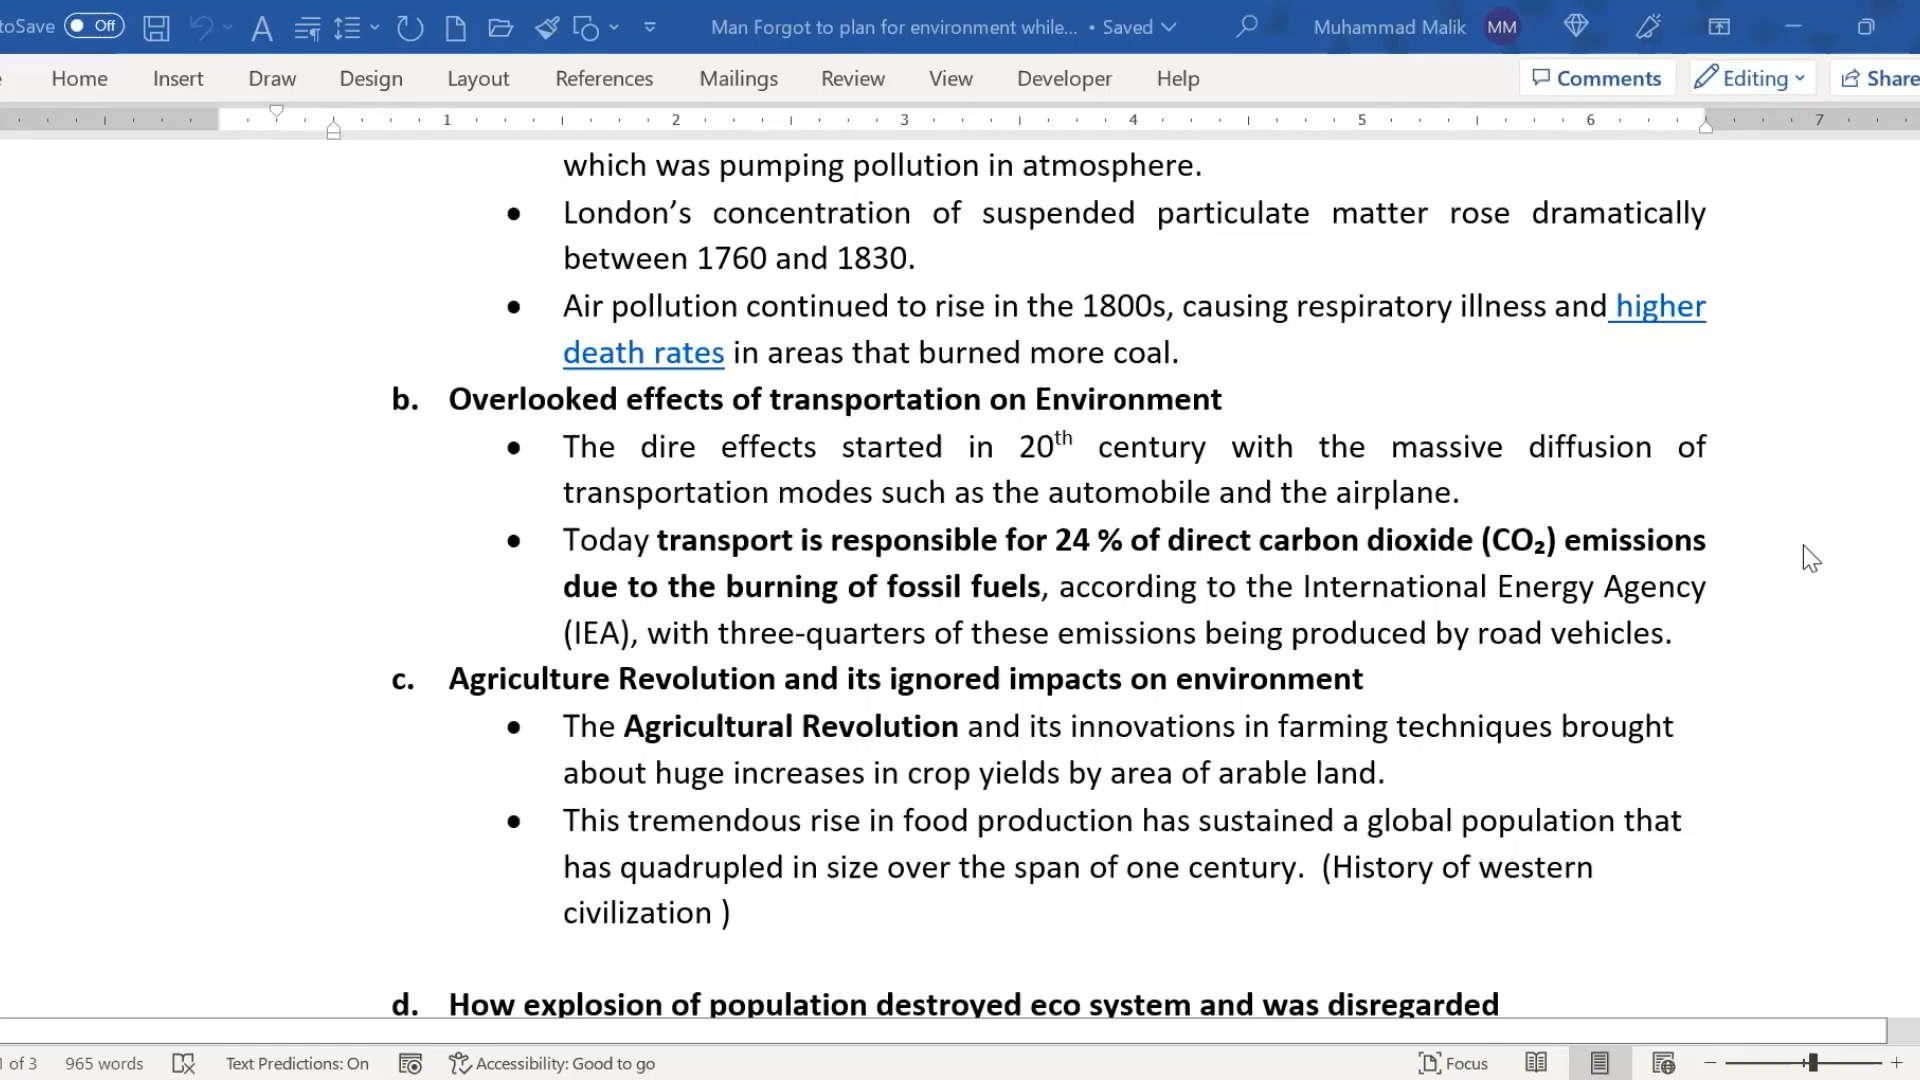 toSave Off Man Forgot to plan for environment while... • Saved Muhammad Malik MM
Home Insert Draw Design Layout References Mailings Review View Developer Help Comments Editing Share
1 2 3 4 5 6 7
which was pumping pollution in atmosphere.
• London’s concentration of suspended particulate matter rose dramatically
between 1760 and 1830.
• Air pollution continued to rise in the 1800s, causing respiratory illness and higher
death rates in areas that burned more coal.
b. Overlooked effects of transportation on Environment
• The dire effects started in 20th century with the massive diffusion of
transportation modes such as the automobile and the airplane.
• Today transport is responsible for 24 % of direct carbon dioxide (CO₂) emissions
due to the burning of fossil fuels, according to the International Energy Agency
(IEA), with three-quarters of these emissions being produced by road vehicles.
c. Agriculture Revolution and its ignored impacts on environment
• The Agricultural Revolution and its innovations in farming techniques brought
about huge increases in crop yields by area of arable land.
• This tremendous rise in food production has sustained a global population that
has quadrupled in size over the span of one century. (History of western
civilization )
d. How explosion of population destroyed eco system and was disregarded
of 3 965 words Text Predictions: On Accessibility: Good to go Focus